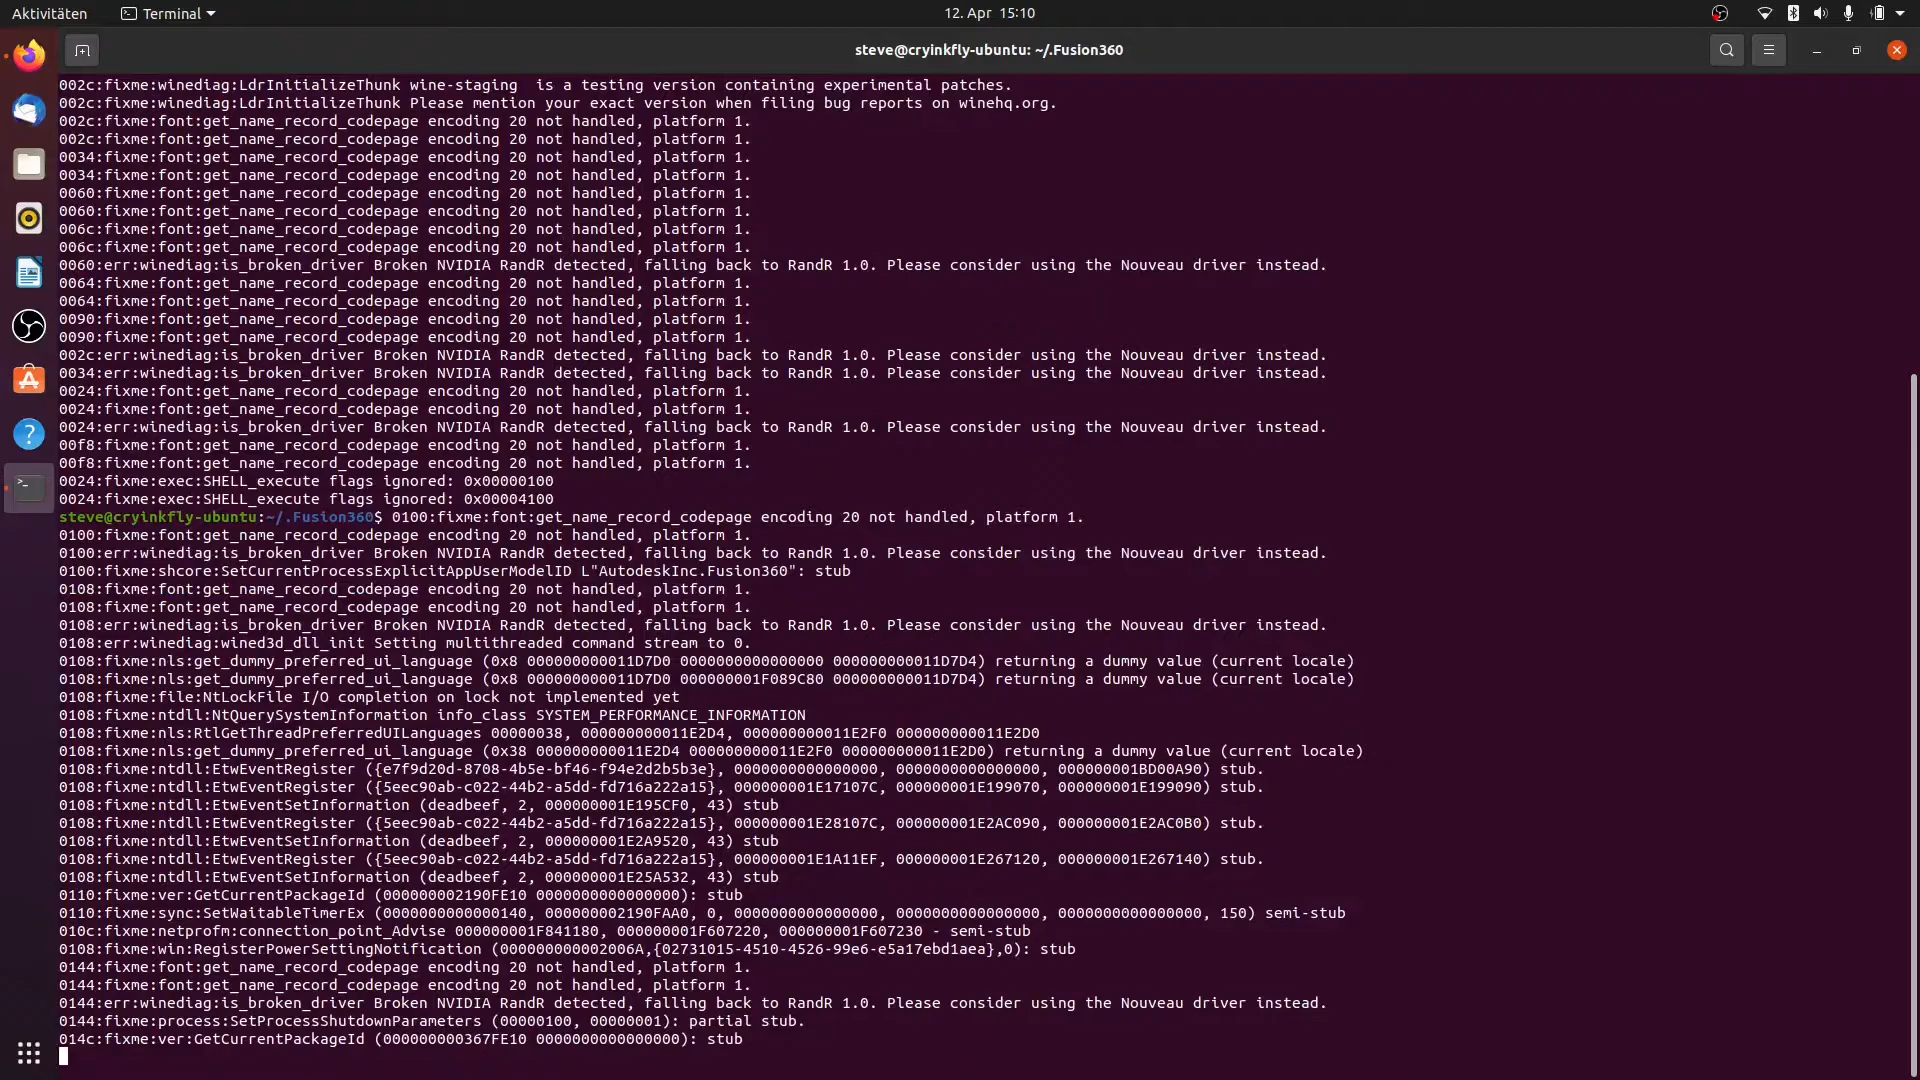 Aktivitäten
Terminal
12. Apr 15:10
steve@cryinkfly-ubuntu: ~/.Fusion360
002c:fixme:winediag:LdrInitializeThunk wine-staging  is a testing version containing experimental patches.
002c:fixme:winediag:LdrInitializeThunk Please mention your exact version when filing bug reports on winehq.org.
002c:fixme:font:get_name_record_codepage encoding 20 not handled, platform 1.
002c:fixme:font:get_name_record_codepage encoding 20 not handled, platform 1.
0034:fixme:font:get_name_record_codepage encoding 20 not handled, platform 1.
0034:fixme:font:get_name_record_codepage encoding 20 not handled, platform 1.
0060:fixme:font:get_name_record_codepage encoding 20 not handled, platform 1.
0060:fixme:font:get_name_record_codepage encoding 20 not handled, platform 1.
006c:fixme:font:get_name_record_codepage encoding 20 not handled, platform 1.
006c:fixme:font:get_name_record_codepage encoding 20 not handled, platform 1.
0060:err:winediag:is_broken_driver Broken NVIDIA RandR detected, falling back to RandR 1.0. Please consider using the Nouveau driver instead.
0064:fixme:font:get_name_record_codepage encoding 20 not handled, platform 1.
0064:fixme:font:get_name_record_codepage encoding 20 not handled, platform 1.
0090:fixme:font:get_name_record_codepage encoding 20 not handled, platform 1.
0090:fixme:font:get_name_record_codepage encoding 20 not handled, platform 1.
002c:err:winediag:is_broken_driver Broken NVIDIA RandR detected, falling back to RandR 1.0. Please consider using the Nouveau driver instead.
0034:err:winediag:is_broken_driver Broken NVIDIA RandR detected, falling back to RandR 1.0. Please consider using the Nouveau driver instead.
0024:fixme:font:get_name_record_codepage encoding 20 not handled, platform 1.
0024:fixme:font:get_name_record_codepage encoding 20 not handled, platform 1.
0024:err:winediag:is_broken_driver Broken NVIDIA RandR detected, falling back to RandR 1.0. Please consider using the Nouveau driver instead.
00f8:fixme:font:get_name_record_codepage encoding 20 not handled, platform 1.
00f8:fixme:font:get_name_record_codepage encoding 20 not handled, platform 1.
0024:fixme:exec:SHELL_execute flags ignored: 0x00000100
0024:fixme:exec:SHELL_execute flags ignored: 0x00004100
steve@cryinkfly-ubuntu:~/.Fusion360$ 0100:fixme:font:get_name_record_codepage encoding 20 not handled, platform 1.
0100:fixme:font:get_name_record_codepage encoding 20 not handled, platform 1.
0100:err:winediag:is_broken_driver Broken NVIDIA RandR detected, falling back to RandR 1.0. Please consider using the Nouveau driver instead.
0100:fixme:shcore:SetCurrentProcessExplicitAppUserModelID L"AutodeskInc.Fusion360": stub
0108:fixme:font:get_name_record_codepage encoding 20 not handled, platform 1.
0108:fixme:font:get_name_record_codepage encoding 20 not handled, platform 1.
0108:err:winediag:is_broken_driver Broken NVIDIA RandR detected, falling back to RandR 1.0. Please consider using the Nouveau driver instead.
0108:err:winediag:wined3d_dll_init Setting multithreaded command stream to 0.
0108:fixme:nls:get_dummy_preferred_ui_language (0x8 000000000011D7D0 0000000000000000 000000000011D7D4) returning a dummy value (current locale)
0108:fixme:nls:get_dummy_preferred_ui_language (0x8 000000000011D7D0 000000001F089C80 000000000011D7D4) returning a dummy value (current locale)
0108:fixme:file:NtLockFile I/O completion on lock not implemented yet
0108:fixme:ntdll:NtQuerySystemInformation info_class SYSTEM_PERFORMANCE_INFORMATION
0108:fixme:nls:RtlGetThreadPreferredUILanguages 00000038, 000000000011E2D4, 000000000011E2F0 000000000011E2D0
0108:fixme:nls:get_dummy_preferred_ui_language (0x38 000000000011E2D4 000000000011E2F0 000000000011E2D0) returning a dummy value (current locale)
0108:fixme:ntdll:EtwEventRegister ({e7f9d20d-8708-4b5e-bf46-f94e2d2b5b3e}, 0000000000000000, 0000000000000000, 000000001BD00A90) stub.
0108:fixme:ntdll:EtwEventRegister ({5eec90ab-c022-44b2-a5dd-fd716a222a15}, 000000001E17107C, 000000001E199070, 000000001E199090) stub.
0108:fixme:ntdll:EtwEventSetInformation (deadbeef, 2, 000000001E195CF0, 43) stub
0108:fixme:ntdll:EtwEventRegister ({5eec90ab-c022-44b2-a5dd-fd716a222a15}, 000000001E28107C, 000000001E2AC090, 000000001E2AC0B0) stub.
0108:fixme:ntdll:EtwEventSetInformation (deadbeef, 2, 000000001E2A9520, 43) stub
0108:fixme:ntdll:EtwEventRegister ({5eec90ab-c022-44b2-a5dd-fd716a222a15}, 000000001E1A11EF, 000000001E267120, 000000001E267140) stub.
0108:fixme:ntdll:EtwEventSetInformation (deadbeef, 2, 000000001E25A532, 43) stub
0110:fixme:ver:GetCurrentPackageId (000000002190FE10 0000000000000000): stub
0110:fixme:sync:SetWaitableTimerEx (0000000000000140, 000000002190FAA0, 0, 0000000000000000, 0000000000000000, 0000000000000000, 150) semi-stub
010c:fixme:netprofm:connection_point_Advise 000000001F841180, 000000001F607220, 000000001F607230 - semi-stub
0108:fixme:win:RegisterPowerSettingNotification (000000000002006A,{02731015-4510-4526-99e6-e5a17ebd1aea},0): stub
0144:fixme:font:get_name_record_codepage encoding 20 not handled, platform 1.
0144:fixme:font:get_name_record_codepage encoding 20 not handled, platform 1.
0144:err:winediag:is_broken_driver Broken NVIDIA RandR detected, falling back to RandR 1.0. Please consider using the Nouveau driver instead.
0144:fixme:process:SetProcessShutdownParameters (00000100, 00000001): partial stub.
014c:fixme:ver:GetCurrentPackageId (000000000367FE10 0000000000000000): stub